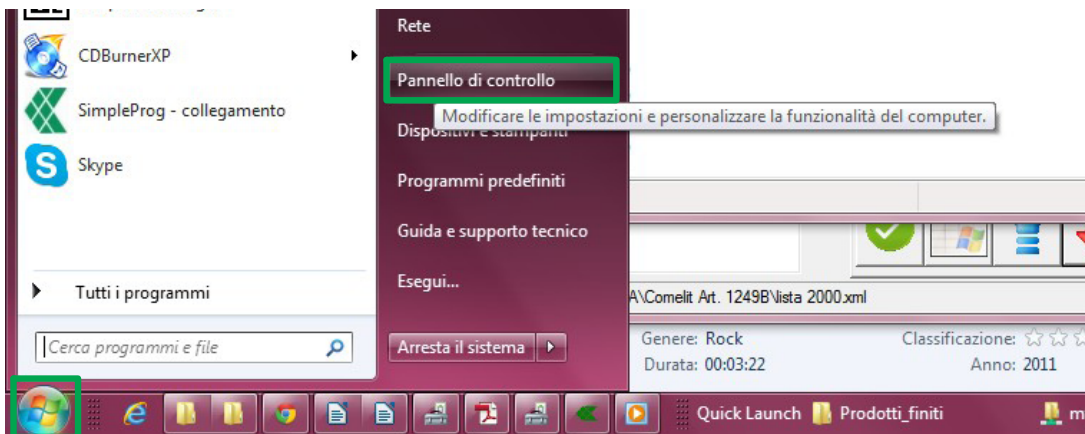 CDBurnerXP
SimpleProg - collegamento
Skype
Tutti i programmi
Cerca programmi e file
Rete
Pannello di controllo
Modificare le impostazioni e personalizzare la funzionalità del computer.
Dispositivi e stampanti
Programmi predefiniti
Guida e supporto tecnico
Esegui...
Arresta il sistema
A\Comelit Art. 1249B\lista 2000.xml
Genere: Rock Classificazione:
Durata: 00:03:22 Anno: 2011
Quick Launch Prodotti_finiti m